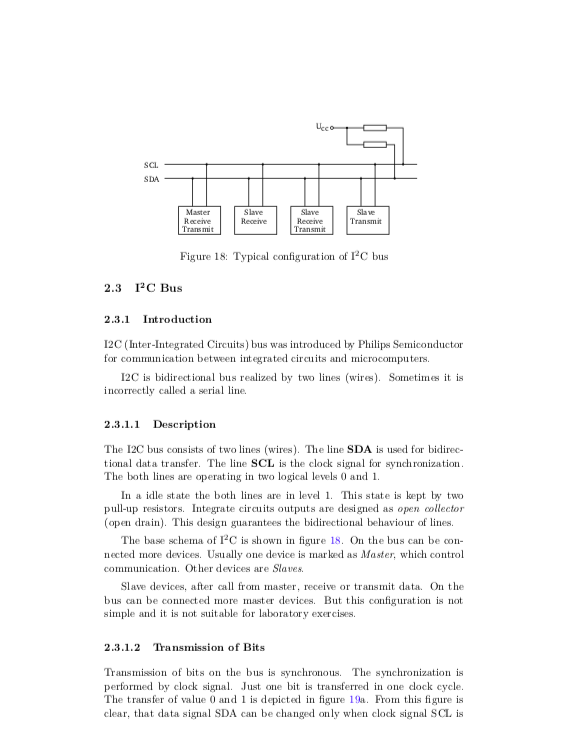 U_CC
SCL
SDA
Master Receive Transmit
Slave Receive
Slave Receive Transmit
Slave Transmit
Figure 18: Typical configuration of I²C bus
2.3 I²C Bus
2.3.1 Introduction
I2C (Inter-Integrated Circuits) bus was introduced by Philips Semiconductor
for communication between integrated circuits and microcomputers.
I2C is bidirectional bus realized by two lines (wires). Sometimes it is
incorrectly called a serial line.
2.3.1.1 Description
The I2C bus consists of two lines (wires). The line SDA is used for bidirec-
tional data transfer. The line SCL is the clock signal for synchronization.
The both lines are operating in two logical levels 0 and 1.
In a idle state the both lines are in level 1. This state is kept by two
pull-up resistors. Integrate circuits outputs are designed as open collector
(open drain). This design guarantees the bidirectional behaviour of lines.
The base schema of I²C is shown in figure 18. On the bus can be con-
nected more devices. Usually one device is marked as Master, which control
communication. Other devices are Slaves.
Slave devices, after call from master, receive or transmit data. On the
bus can be connected more master devices. But this configuration is not
simple and it is not suitable for laboratory exercises.
2.3.1.2 Transmission of Bits
Transmission of bits on the bus is synchronous. The synchronization is
performed by clock signal. Just one bit is transferred in one clock cycle.
The transfer of value 0 and 1 is depicted in figure 19a. From this figure is
clear, that data signal SDA can be changed only when clock signal SCL is